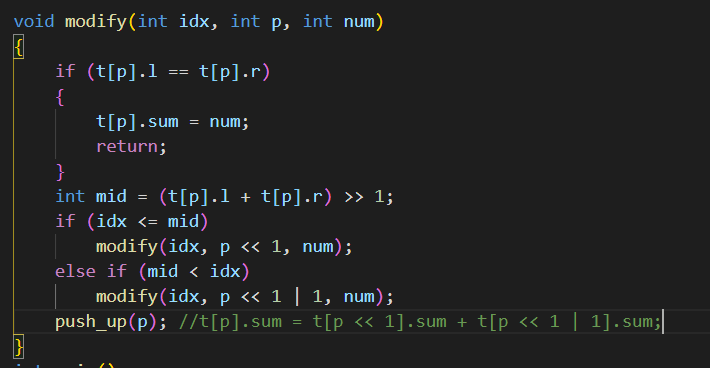 void modify(int idx, int p, int num)
{
    if (t[p].l == t[p].r)
    {
        t[p].sum = num;
        return;
    }
    int mid = (t[p].l + t[p].r) >> 1;
    if (idx <= mid)
        modify(idx, p << 1, num);
    else if (mid < idx)
        modify(idx, p << 1 | 1, num);
    push_up(p); //t[p].sum = t[p << 1].sum + t[p << 1 | 1].sum;
}